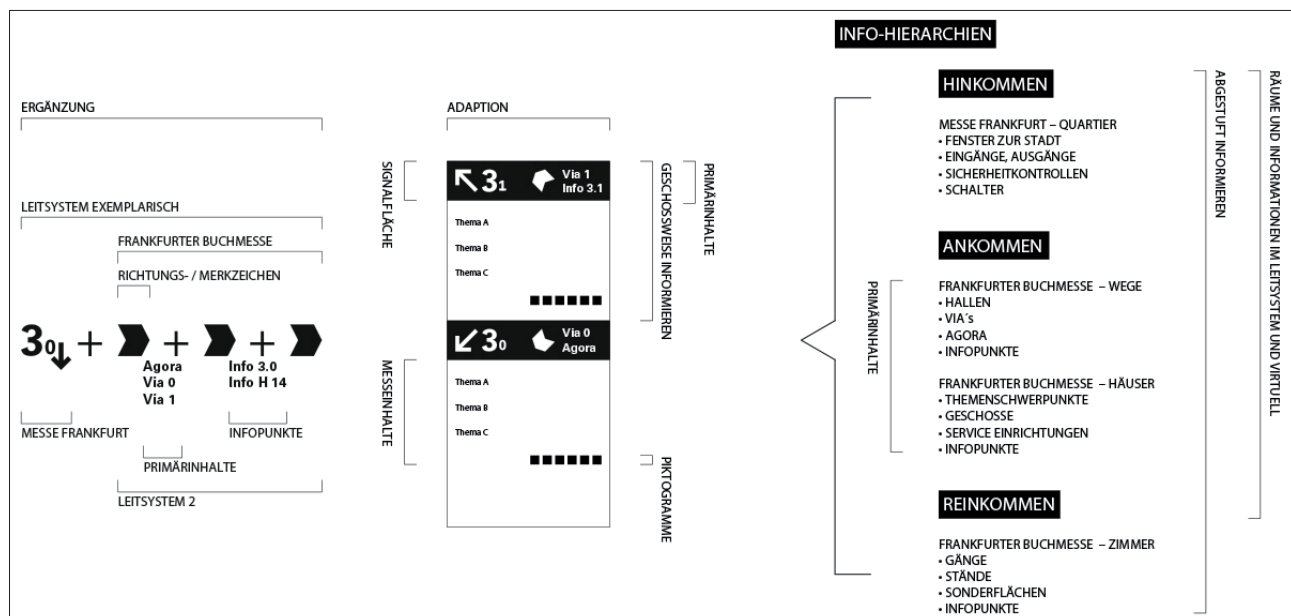 ERGÄNZUNG
LEITSYSTEM EXEMPLARISCH
FRANKFURTER BUCHMESSE
RICHTUNGS- / MERKZEICHEN
30 + + +
Agora
Via 0
Via 1
Info 3.0
Info H 14
MESSE FRANKFURT
INFOPUNKTE
PRIMÄRINHALTE
LEITSYSTEM 2
ADAPTION
SIGNALFLÄCHE
31
Via 1
Info 3.1
Thema A
Thema B
Thema C
30
Via 0
Agora
Thema A
Thema B
Thema C
MESSEINHALTE
GESCHOSSWEISE INFORMIEREN
PRIMÄRINHALTE
PIKTOGRAMME
INFO-HIERARCHIEN
HINKOMMEN
MESSE FRANKFURT – QUARTIER
• FENSTER ZUR STADT
• EINGÄNGE, AUSGÄNGE
• SICHERHEITKONTROLLEN
• SCHALTER
ANKOMMEN
FRANKFURTER BUCHMESSE – WEGE
• HALLEN
• VIA´s
• AGORA
• INFOPUNKTE
FRANKFURTER BUCHMESSE – HÄUSER
• THEMENSCHWERPUNKTE
• GESCHOSSE
• SERVICE EINRICHTUNGEN
• INFOPUNKTE
PRIMÄRINHALTE
REINKOMMEN
FRANKFURTER BUCHMESSE – ZIMMER
• GÄNGE
• STÄNDE
• SONDERFLÄCHEN
• INFOPUNKTE
ABGESTUFT INFORMIEREN
RÄUME UND INFORMATIONEN IM LEITSYSTEM UND VIRTUELL